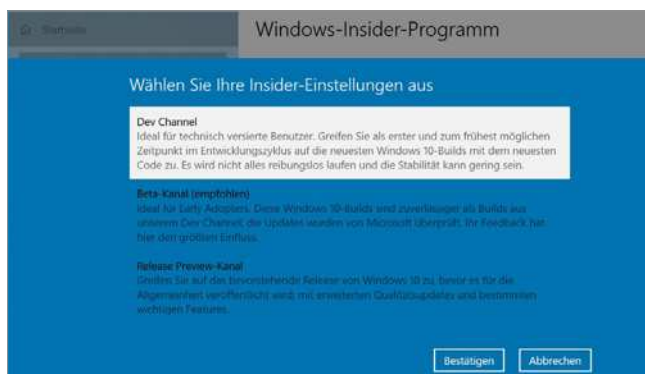 Startseite
Windows-Insider-Programm
Wählen Sie Ihre Insider-Einstellungen aus
Dev Channel
Ideal für technisch versierte Benutzer. Greifen Sie als erster und zum frühest möglichen
Zeitpunkt im Entwicklungszyklus auf die neuesten Windows 10-Builds mit dem neuesten
Code zu. Es wird nicht alles reibungslos laufen und die Stabilität kann gering sein.
Beta-Kanal (empfohlen)
Ideal für Early Adopters. Diese Windows 10-Builds sind zuverlässiger als Builds aus
unserem Dev Channel, die Updates wurden von Microsoft überprüft. Ihr Feedback hat
hier den größten Einfluss.
Release Preview-Kanal
Greifen Sie auf das bevorstehende Release von Windows 10 zu, bevor es für die
Allgemeinheit veröffentlicht wird, mit erweiterten Qualitätsupdates und bestimmten
wichtigen Features.
Bestätigen
Abbrechen